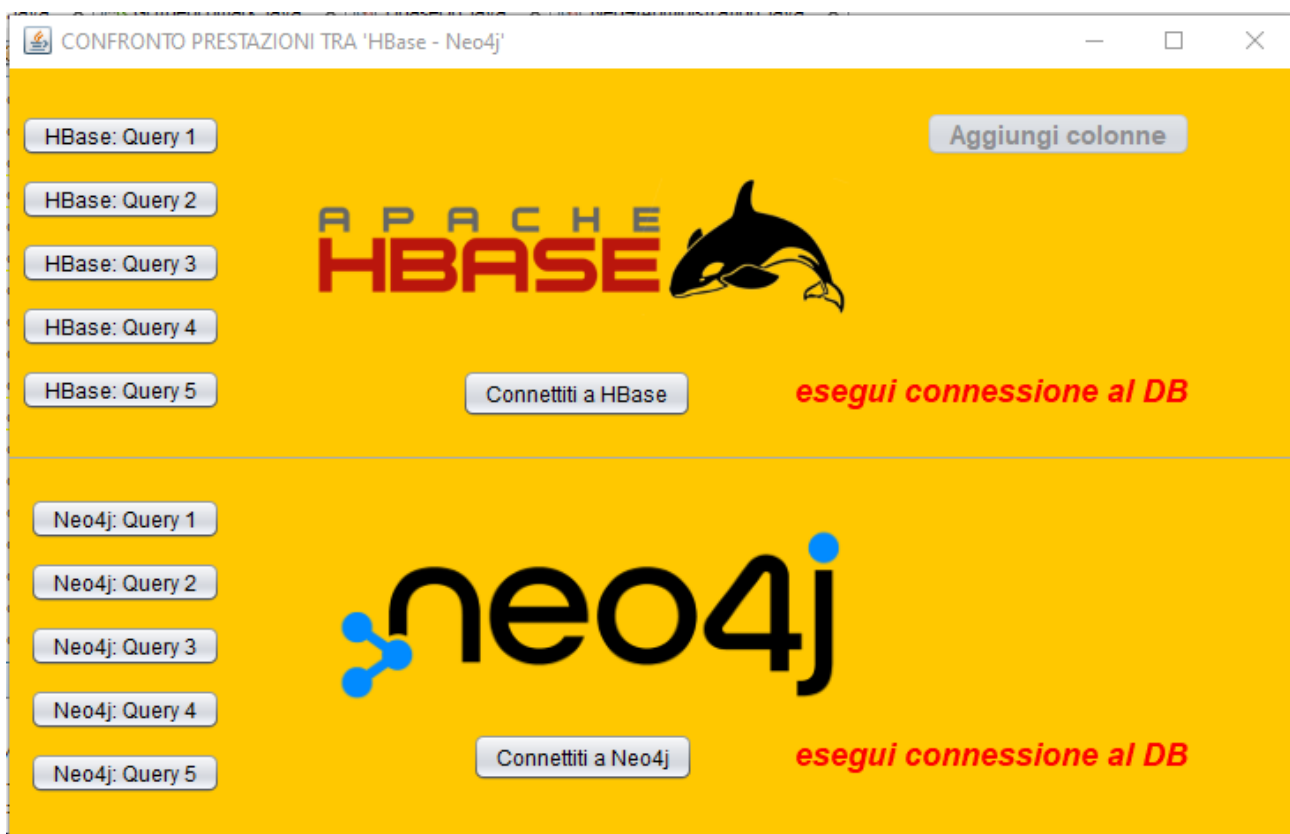 CONFRONTO PRESTAZIONI TRA 'HBase - Neo4j'
HBase: Query 1
Aggiungi colonne
HBase: Query 2
APACHE
HBASE
HBase: Query 3
HBase: Query 4
HBase: Query 5
Connettiti a HBase
esegui connessione al DB
Neo4j: Query 1
Neo4j: Query 2
neo4j
Neo4j: Query 3
Neo4j: Query 4
Neo4j: Query 5
Connettiti a Neo4j
esegui connessione al DB